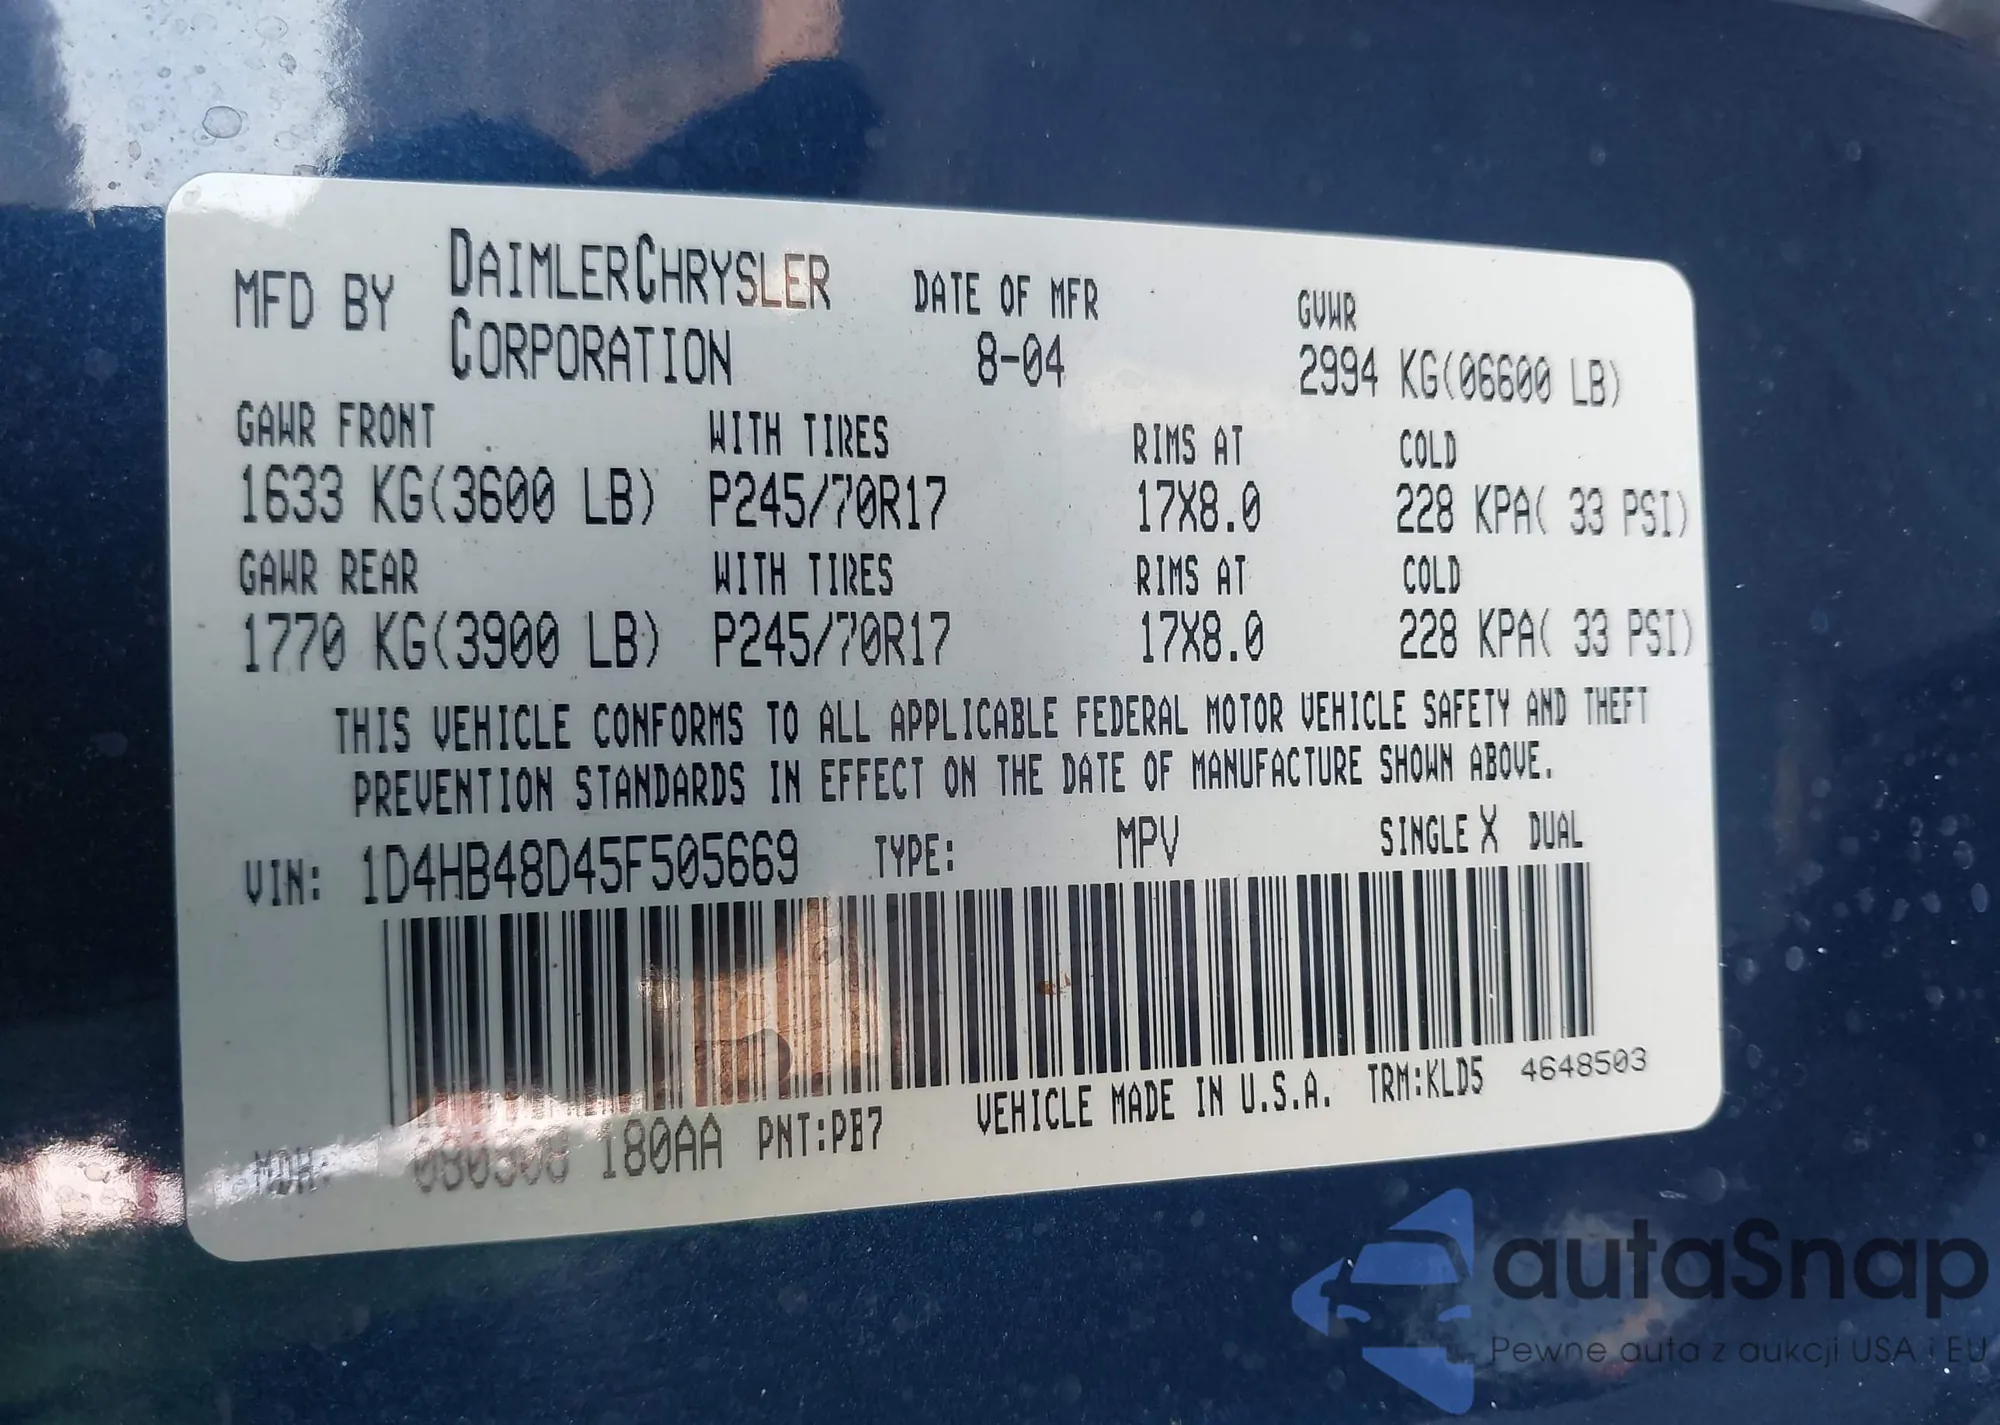 MFD BY DAIMLERCHRYSLER CORPORATION DATE OF MFR 8-04 GVWR 2994 KG(06600 LB)
GAWR FRONT WITH TIRES RIMS AT COLD
1633 KG(3600 LB) P245/70R17 17X8.0 228 KPA( 33 PSI)
GAWR REAR WITH TIRES RIMS AT COLD
1770 KG(3900 LB) P245/70R17 17X8.0 228 KPA( 33 PSI)
THIS VEHICLE CONFORMS TO ALL APPLICABLE FEDERAL MOTOR VEHICLE SAFETY AND THEFT
PREVENTION STANDARDS IN EFFECT ON THE DATE OF MANUFACTURE SHOWN ABOVE.
VIN: 1D4HB48D45F505669 TYPE: MPV SINGLE X DUAL
MDH: 180AA PNT:PB7 VEHICLE MADE IN U.S.A. TRM:KLD5 4648503
autaSnap
Pewne auta z aukcji USA i EU